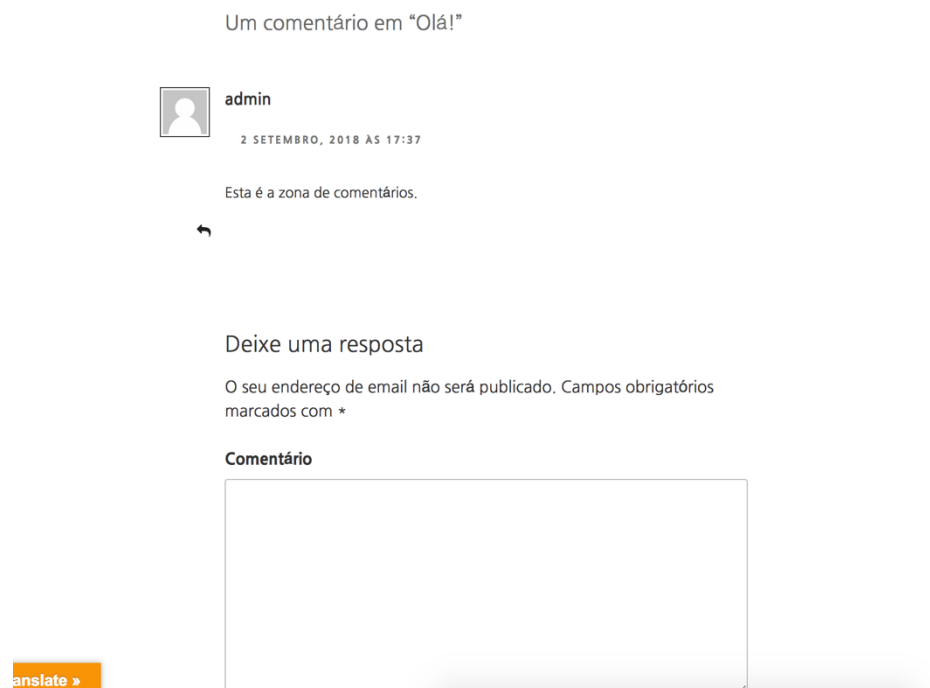 Um comentário em “Olá!”
admin
2 SETEMBRO, 2018 ÀS 17:37
Esta é a zona de comentários.
Deixe uma resposta
O seu endereço de email não será publicado. Campos obrigatórios
marcados com *
Comentário
anslate »